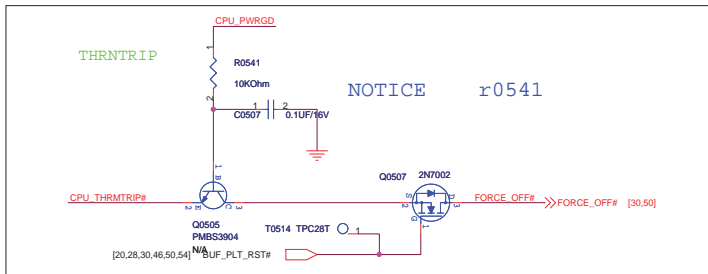 CPU_PWRGD
THRNTRIP
1
R0541
10KOhm
2
NOTICE r0541
1 2
C0507 0.1UF/16V
1
B
Q0507 2N7002
CPU_THRMTRIP#
2 E C 3
2 S D 3
G
1
FORCE_OFF#
FORCE_OFF# [30,50]
Q0505
PMBS3904
N/A
T0514 TPC28T
1
[20,28,30,46,50,54] BUF_PLT_RST#